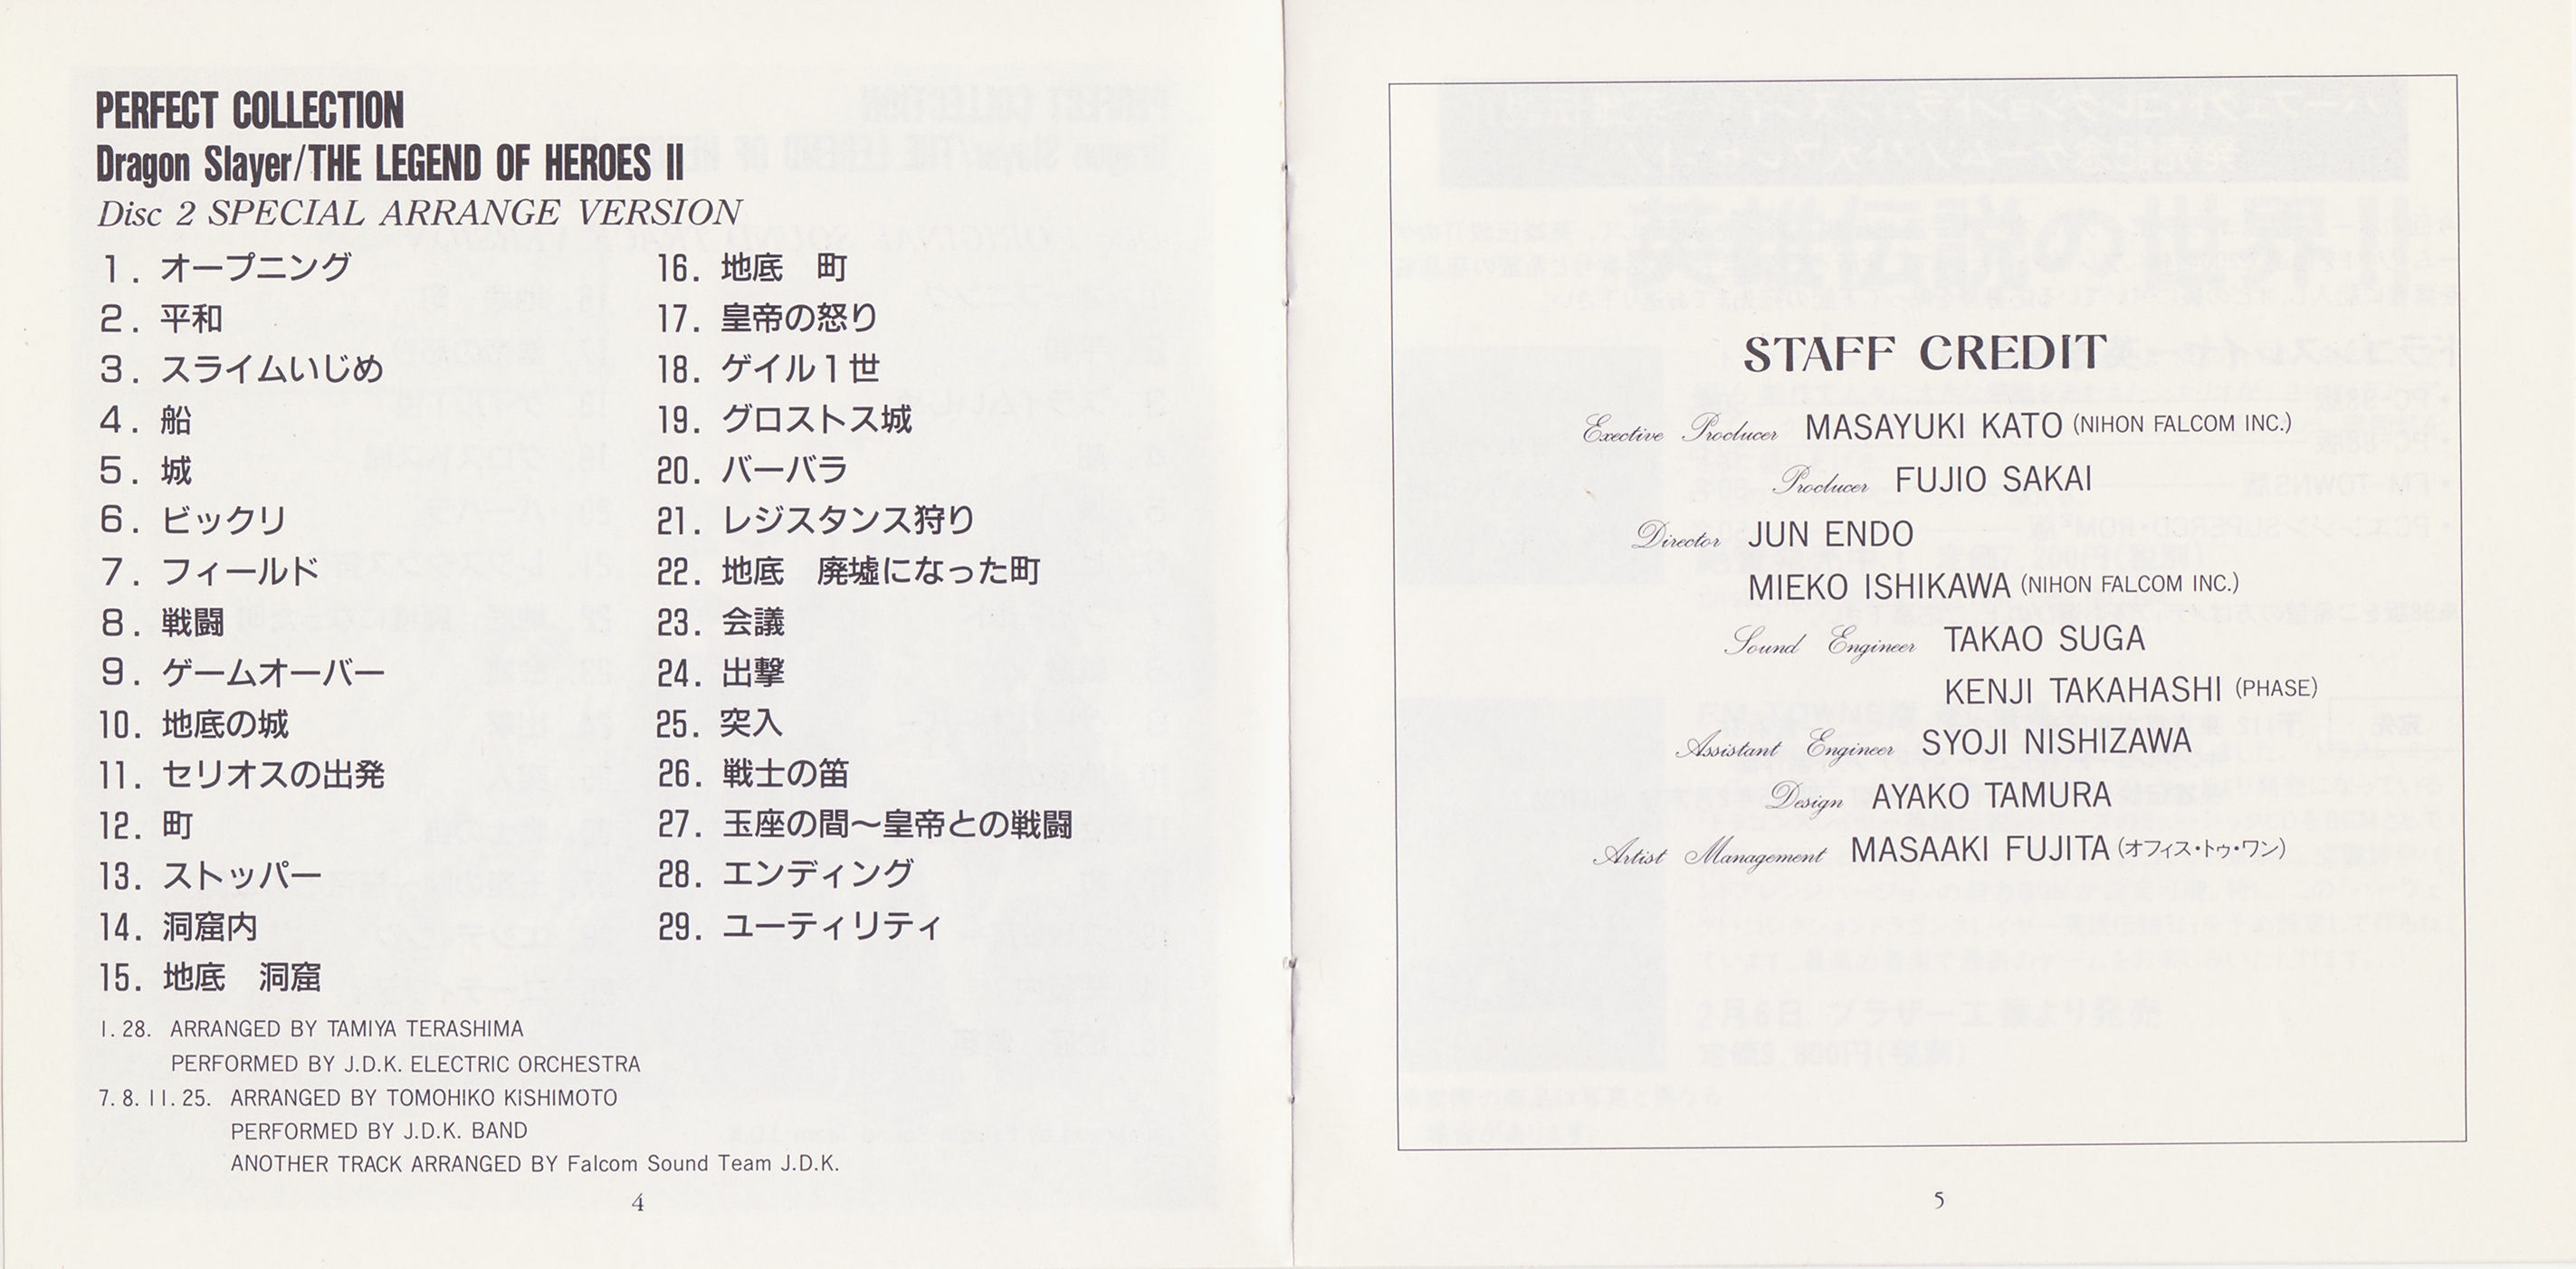 PERFECT COLLECTION
Dragon Slayer/THE LEGEND OF HEROES II
Disc 2 SPECIAL ARRANGE VERSION
1. オープニング
2. 平和
3. スライムいじめ
4. 船
5. 城
6. ビックリ
7. フィールド
8. 戦闘
9. ゲームオーバー
10. 地底の城
11. セリオスの出発
12. 町
13. ストッパー
14. 洞窟内
15. 地底　洞窟
16. 地底　町
17. 皇帝の怒り
18. ゲイル1世
19. グロストス城
20. バーバラ
21. レジスタンス狩り
22. 地底　廃墟になった町
23. 会議
24. 出撃
25. 突入
26. 戦士の笛
27. 玉座の間〜皇帝との戦闘
28. エンディング
29. ユーティリティ
1. 28. ARRANGED BY TAMIYA TERASHIMA
PERFORMED BY J.D.K. ELECTRIC ORCHESTRA
7. 8. 11. 25. ARRANGED BY TOMOHIKO KISHIMOTO
PERFORMED BY J.D.K. BAND
ANOTHER TRACK ARRANGED BY Falcom Sound Team J.D.K.
4
STAFF CREDIT
Exective Producer MASAYUKI KATO (NIHON FALCOM INC.)
Producer FUJIO SAKAI
Director JUN ENDO
MIEKO ISHIKAWA (NIHON FALCOM INC.)
Sound Engineer TAKAO SUGA
KENJI TAKAHASHI (PHASE)
Assistant Engineer SYOJI NISHIZAWA
Design AYAKO TAMURA
Artist Management MASAAKI FUJITA (オフィス・トゥ・ワン)
5